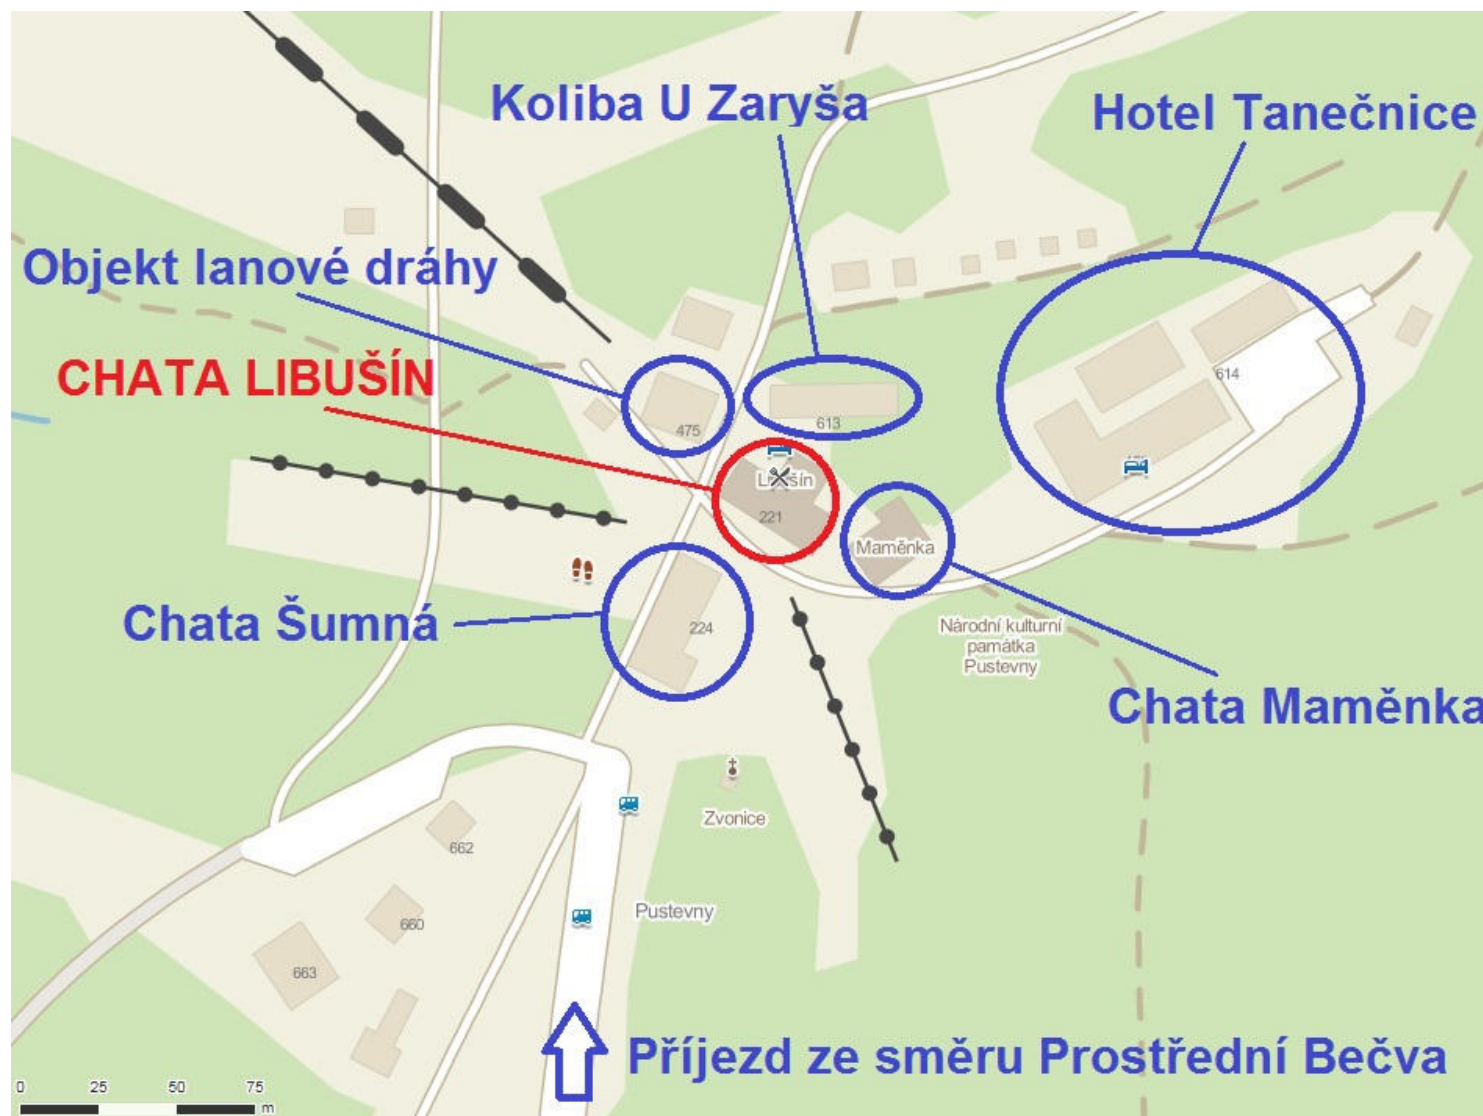 Koliba U Zaryša
Hotel Tanečnice
Objekt lanové dráhy
CHATA LIBUŠÍN
614
475
613
Libušín
221
Maměnka
Chata Šumná
224
Národní kulturní
památka
Pustevny
Chata Maměnka
Zvonice
662
Pustevny
660
663
Příjezd ze směru Prostřední Bečva
0 25 50 75
m